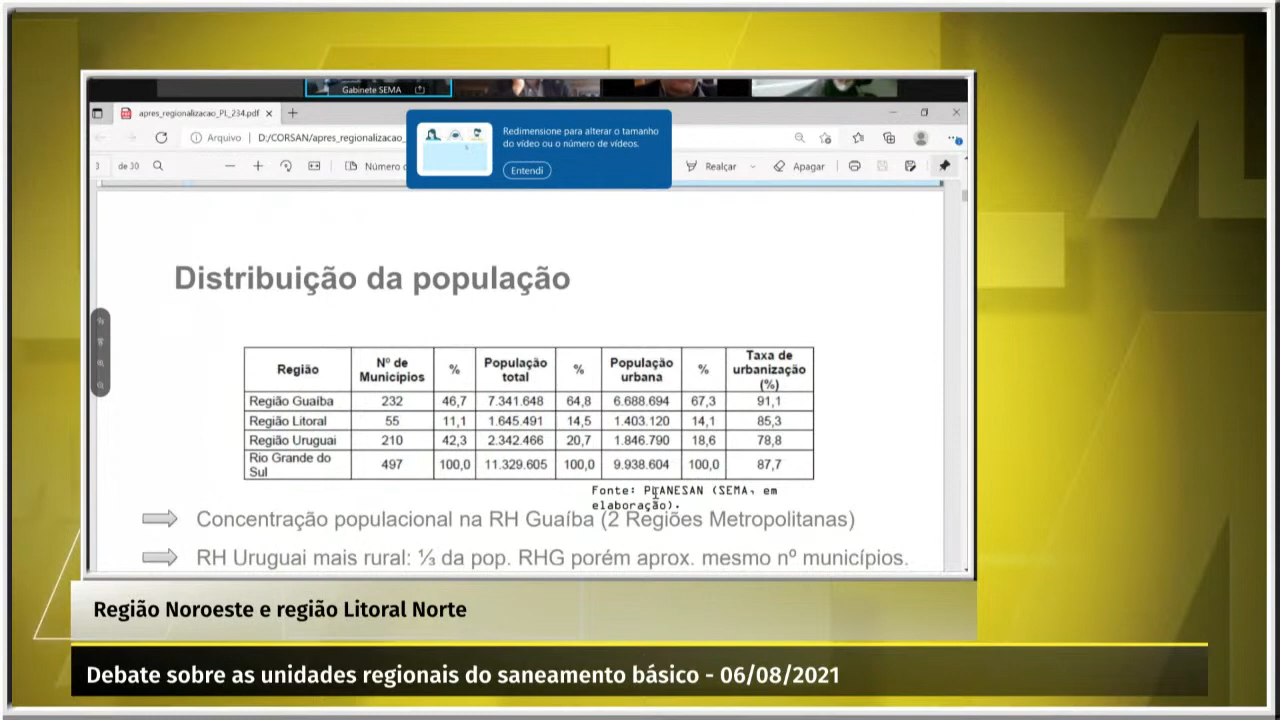 Gabinete SEMA
apres_regionalizacao_PL_234.pdf
Arquivo D:/CORSAN/apres_regionalizacao_
Redimensione para alterar o tamanho
do vídeo ou o número de vídeos.
Entendi
3 de 30
Número
Realçar
Apagar
Distribuição da população
Região Nº de Municípios % População total % População urbana % Taxa de urbanização (%)
Região Guaíba 232 46,7 7.341.648 64,8 6.688.694 67,3 91,1
Região Litoral 55 11,1 1.645.491 14,5 1.403.120 14,1 85,3
Região Uruguai 210 42,3 2.342.466 20,7 1.846.790 18,6 78,8
Rio Grande do Sul 497 100,0 11.329.605 100,0 9.938.604 100,0 87,7
Fonte: PLANESAN (SEMA, em
elaboração).
Concentração populacional na RH Guaíba (2 Regiões Metropolitanas)
RH Uruguai mais rural: ⅓ da pop. RHG porém aprox. mesmo nº municípios.
Região Noroeste e região Litoral Norte
Debate sobre as unidades regionais do saneamento básico - 06/08/2021